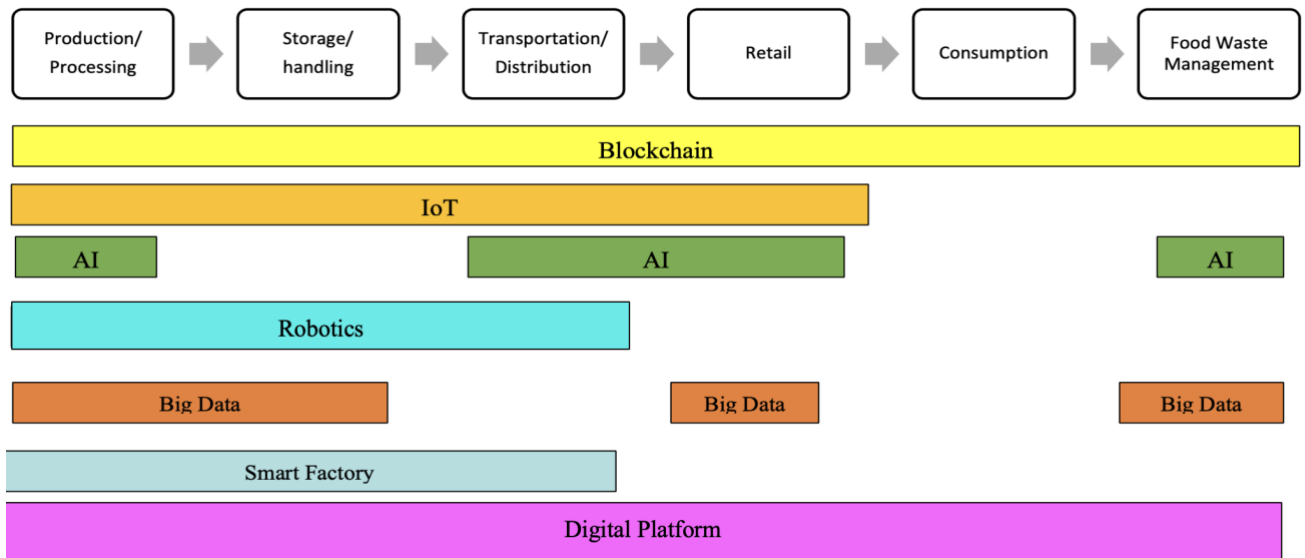 Production/
Processing
Storage/
handling
Transportation/
Distribution
Retail
Consumption
Food Waste
Management
Blockchain
IoT
AI
AI
AI
Robotics
Big Data
Big Data
Big Data
Smart Factory
Digital Platform